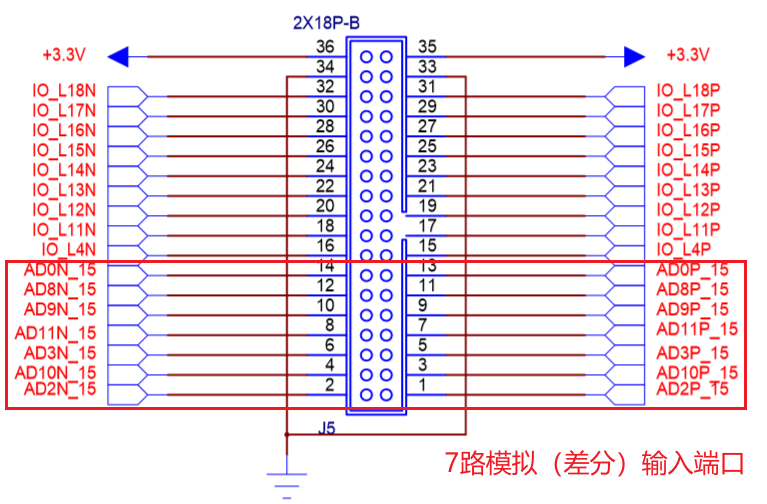 2X18P-B
+3.3V 36 35 +3.3V
34 33
IO_L18N 32 31 IO_L18P
IO_L17N 30 29 IO_L17P
IO_L16N 28 27 IO_L16P
IO_L15N 26 25 IO_L15P
IO_L14N 24 23 IO_L14P
IO_L13N 22 21 IO_L13P
IO_L12N 20 19 IO_L12P
IO_L11N 18 17 IO_L11P
IO_L4N 16 15 IO_L4P
AD0N_15 14 13 AD0P_15
AD8N_15 12 11 AD8P_15
AD9N_15 10 9 AD9P_15
AD11N_15 8 7 AD11P_15
AD3N_15 6 5 AD3P_15
AD10N_15 4 3 AD10P_15
AD2N_15 2 1 AD2P_15
J5
7路模拟（差分）输入端口